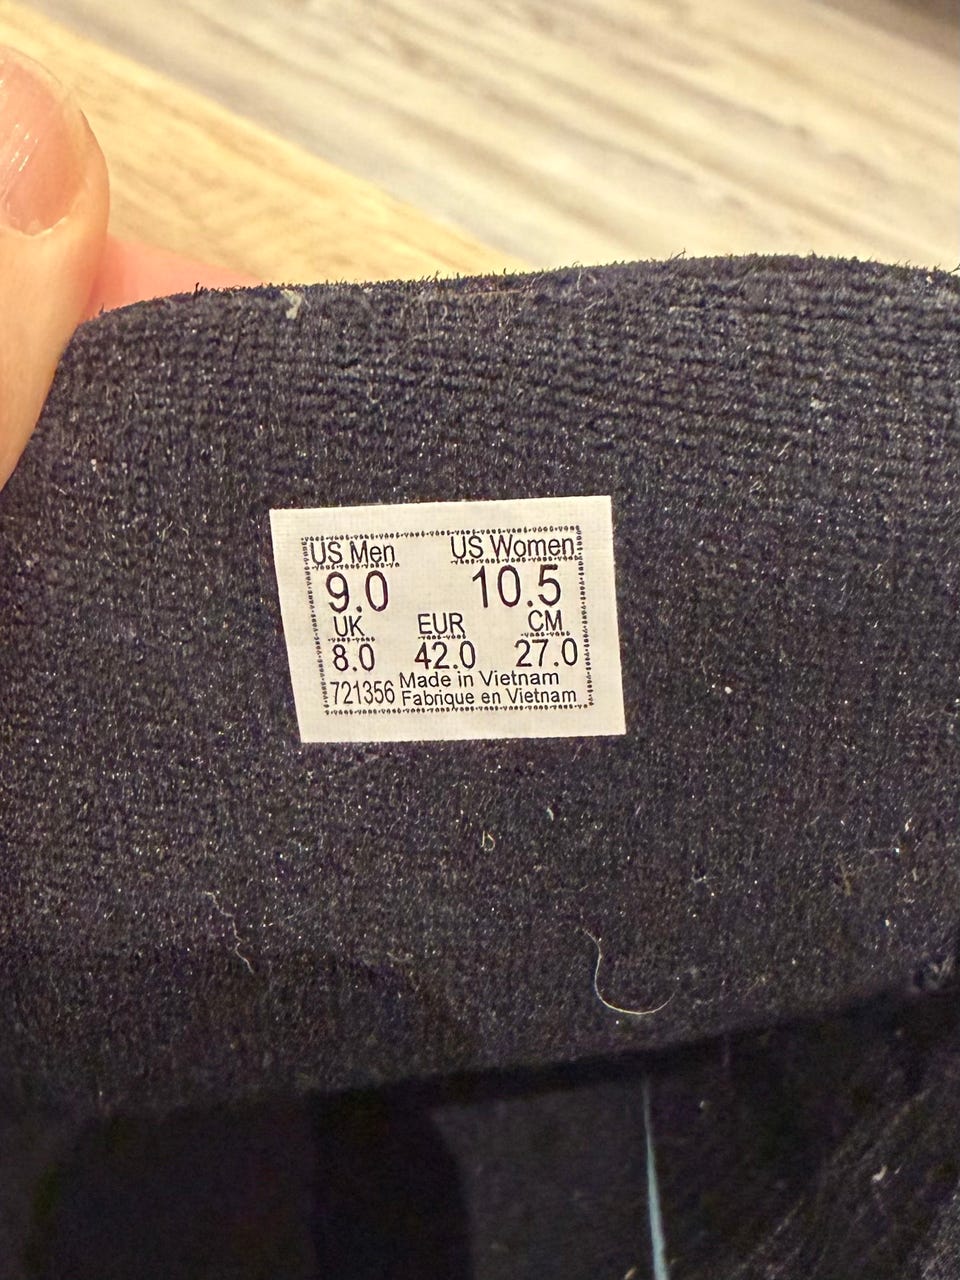 US Men US Women
9.0 10.5
UK EUR CM
8.0 42.0 27.0
721356 Made in Vietnam
Fabrique en Vietnam